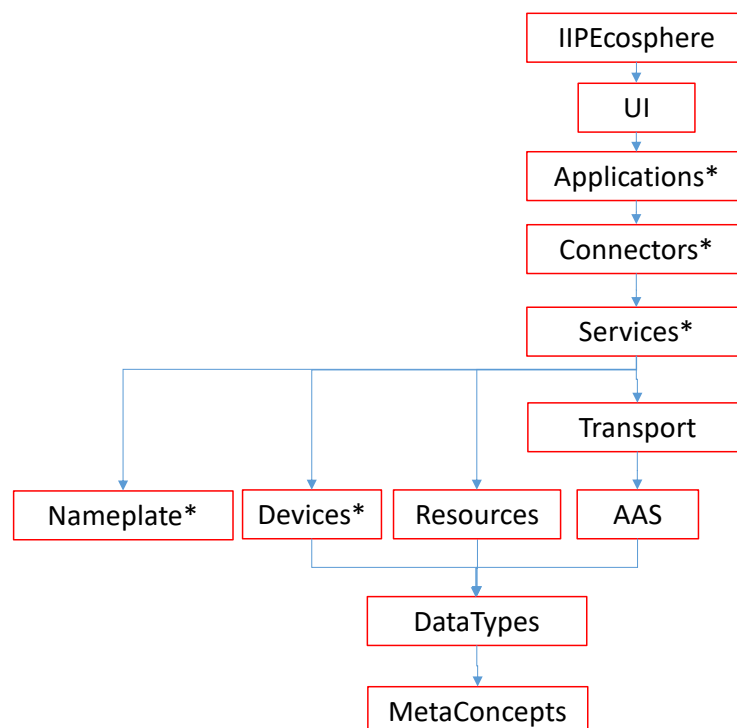 IIPEcosphere
UI
Applications*
Connectors*
Services*
Transport
Nameplate*
Devices*
Resources
AAS
DataTypes
MetaConcepts